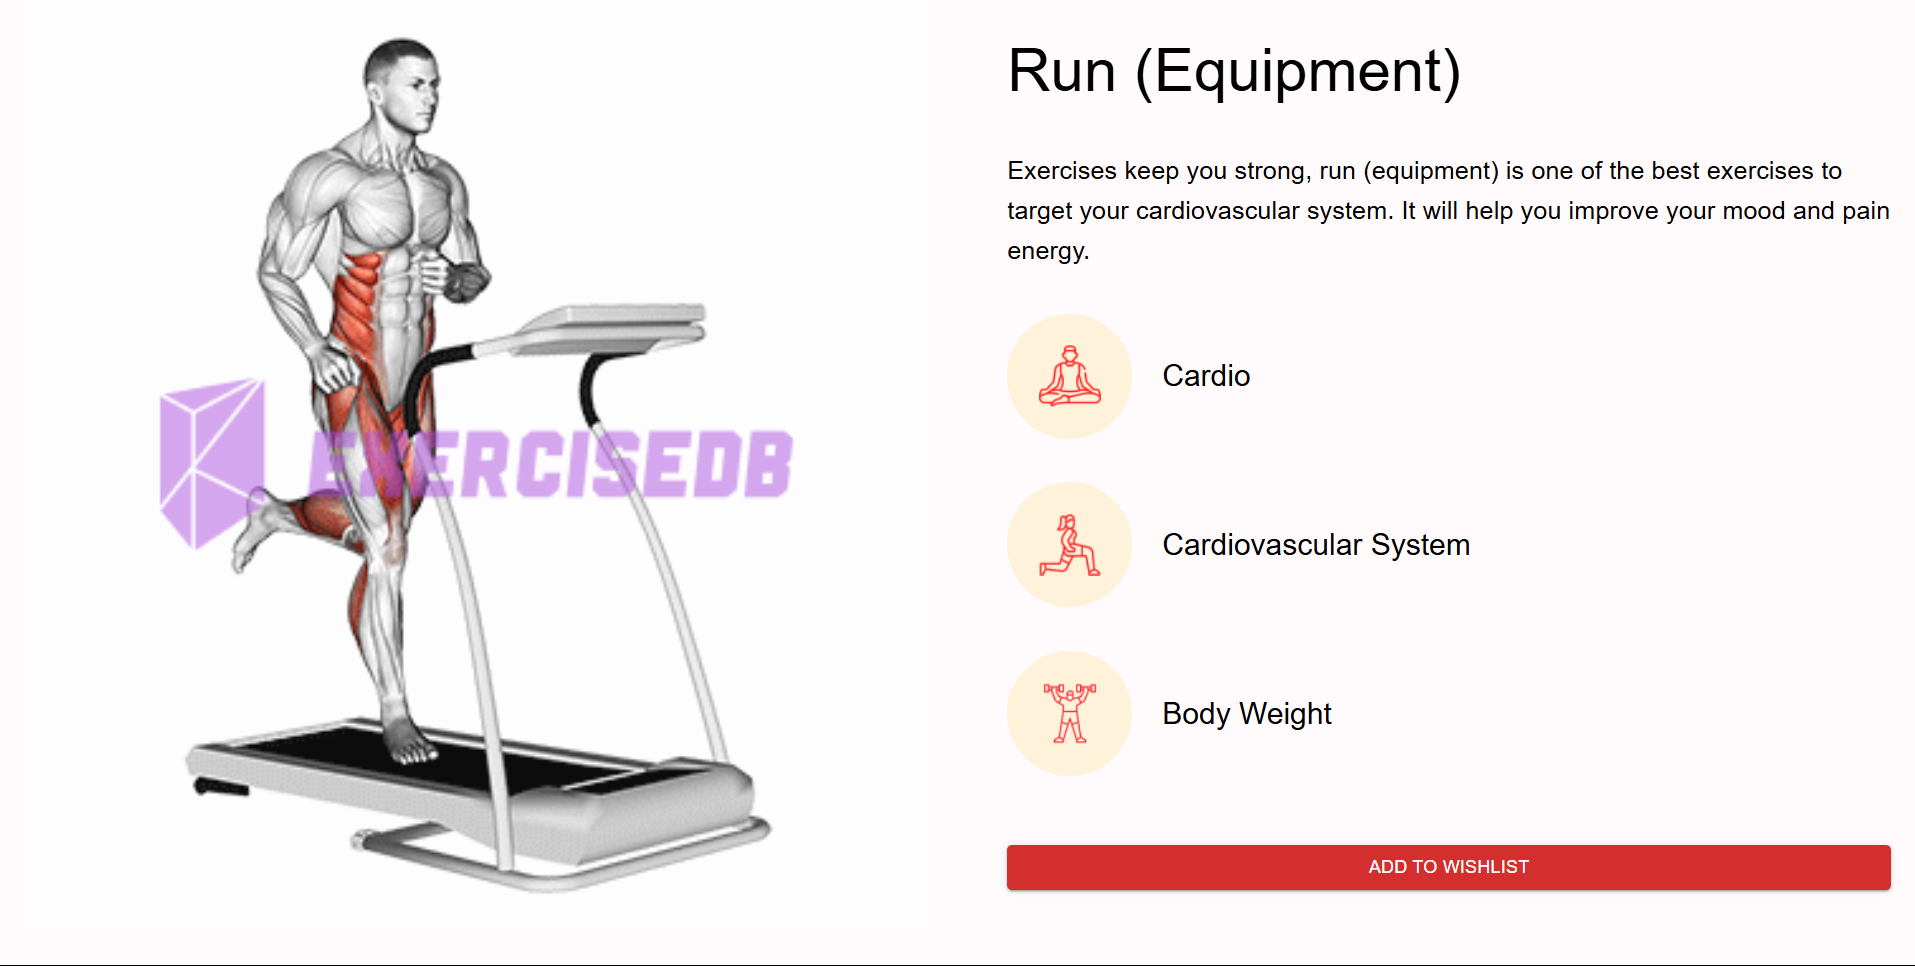 EXERCISEDB
Run (Equipment)
Exercises keep you strong, run (equipment) is one of the best exercises to
target your cardiovascular system. It will help you improve your mood and pain
energy.
Cardio
Cardiovascular System
Body Weight
ADD TO WISHLIST